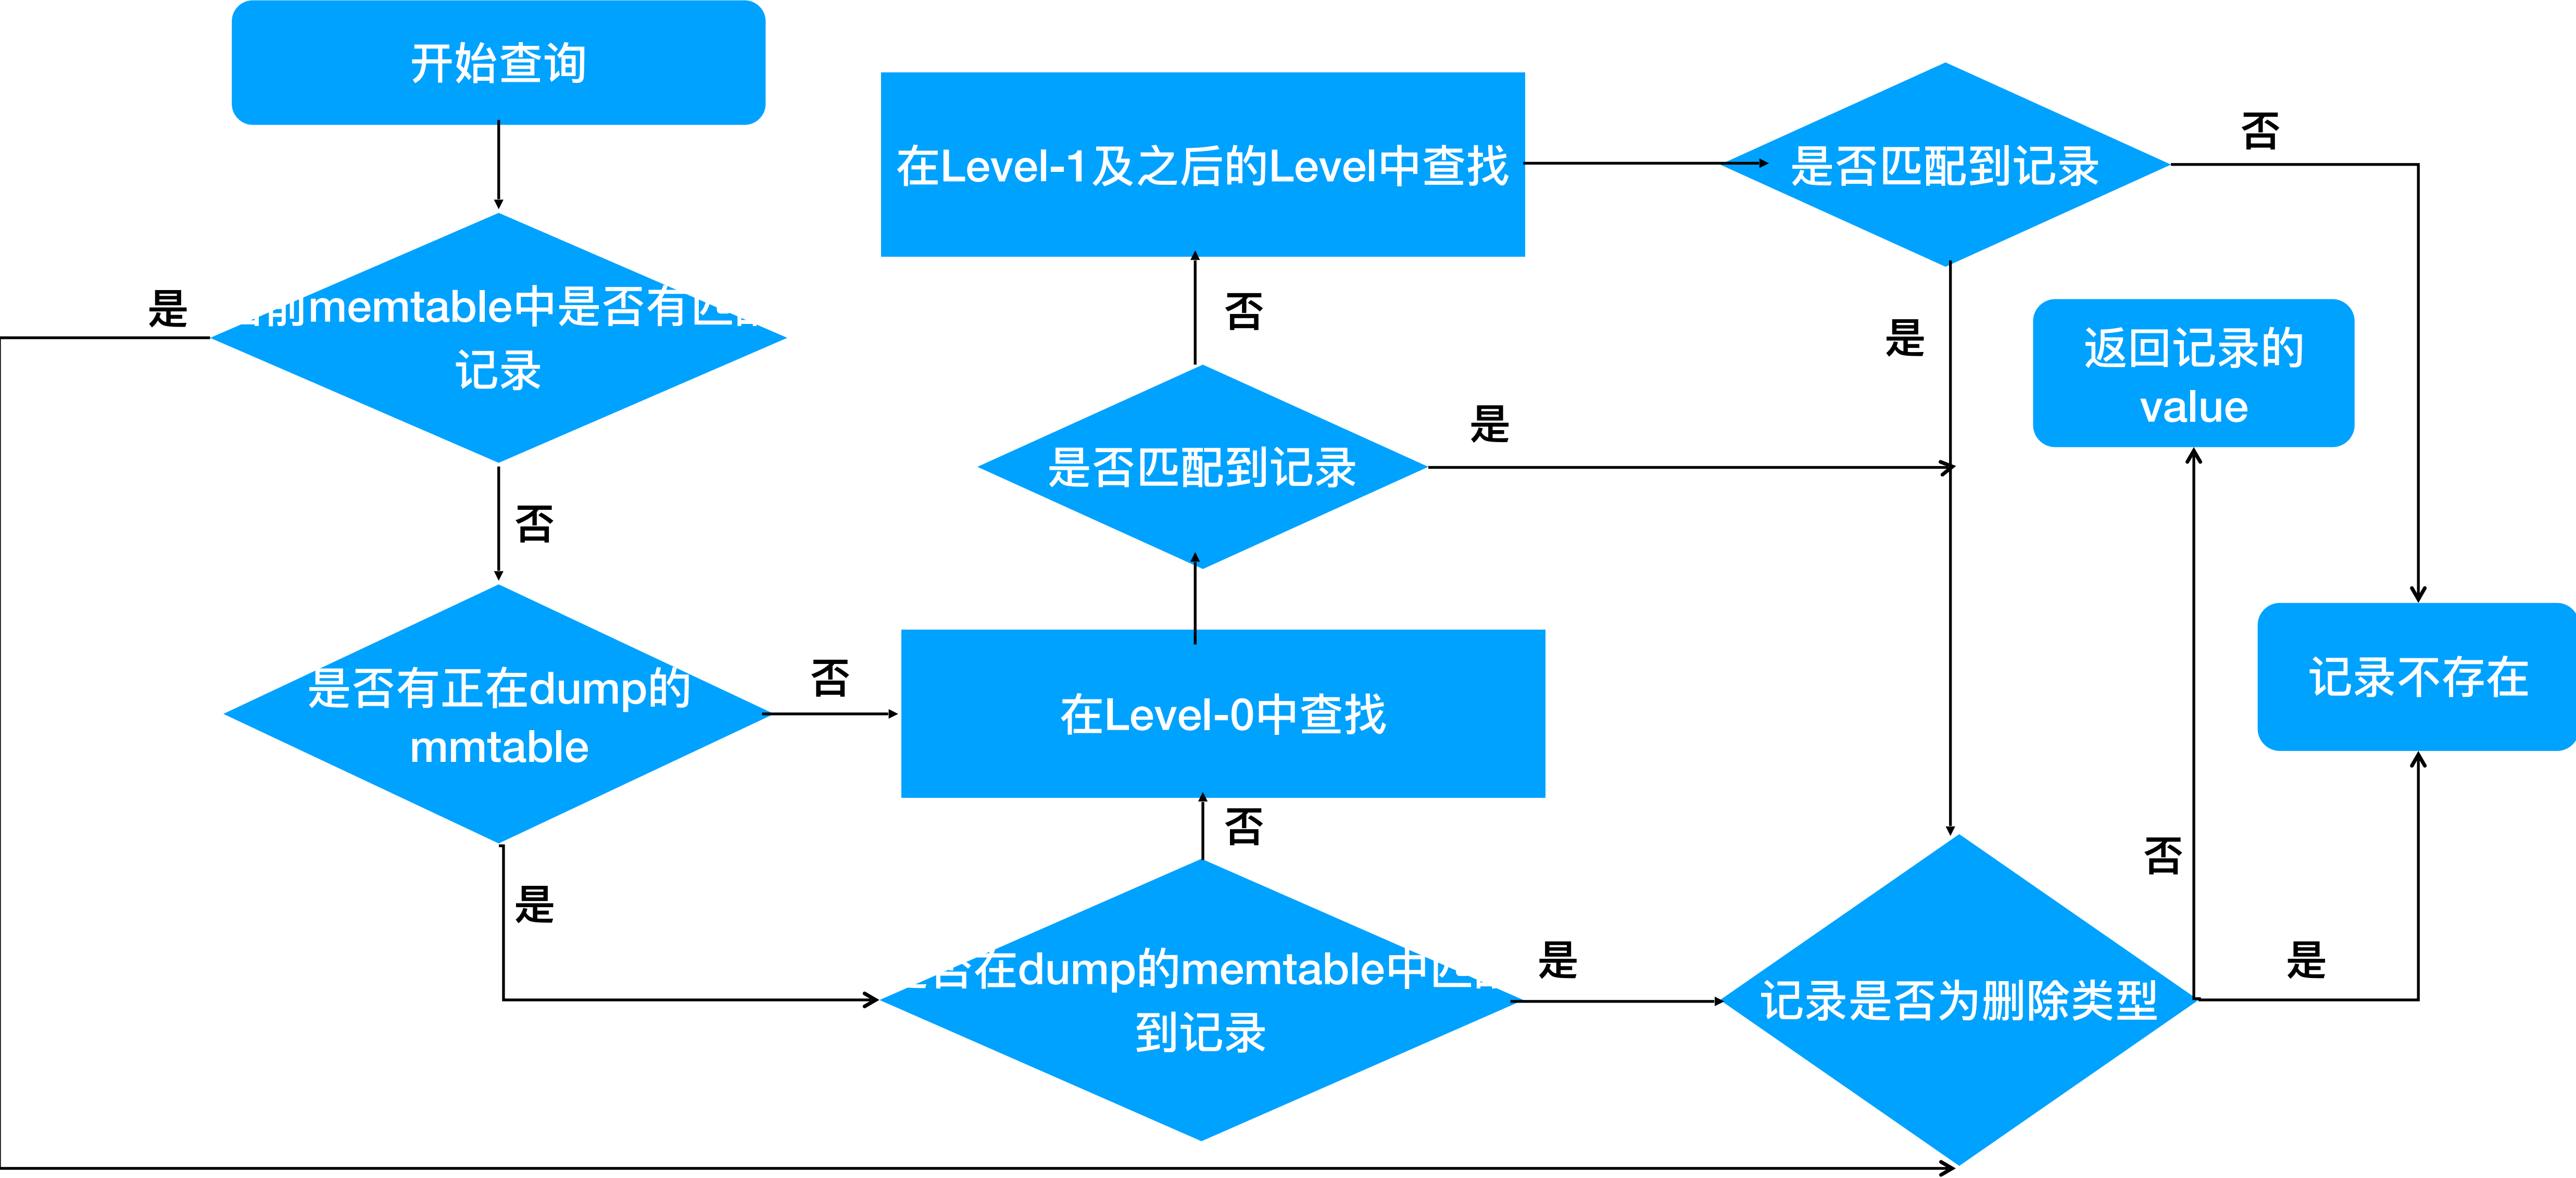 开始查询
是
前memtable中是否有匹
记录
否
是否有正在dump的
mmtable
否
是
在Level-1及之后的Level中查找
否
是否匹配到记录
是
在Level-0中查找
否
否在dump的memtable中匹
到记录
是
是否匹配到记录
否
是
返回记录的
value
记录不存在
否
记录是否为删除类型
是